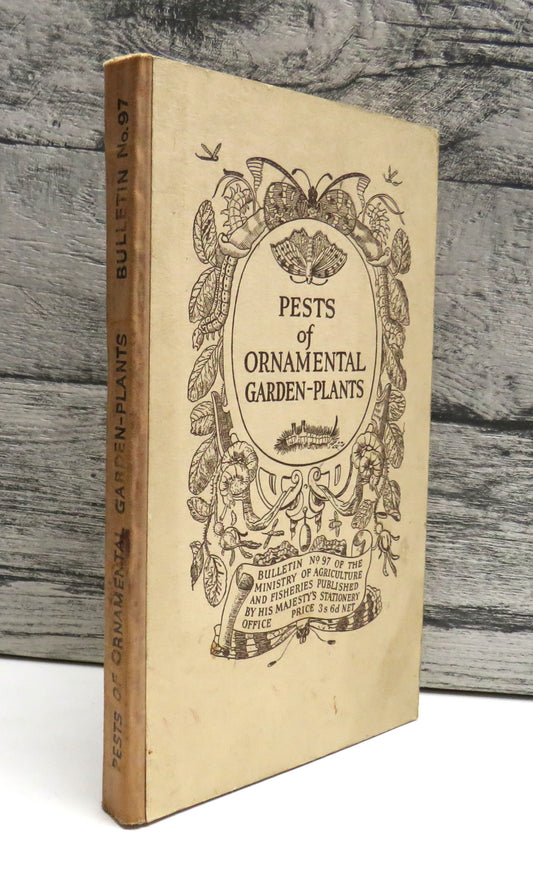 PESTS OF ORNAMENTAL GARDEN-PLANTS BULLETIN No.97
PESTS
of
ORNAMENTAL
GARDEN-PLANTS
BULLETIN No 97 OF THE
MINISTRY OF AGRICULTURE
AND FISHERIES PUBLISHED
BY HIS MAJESTY'S STATIONERY
OFFICE PRICE 3s 6d NET